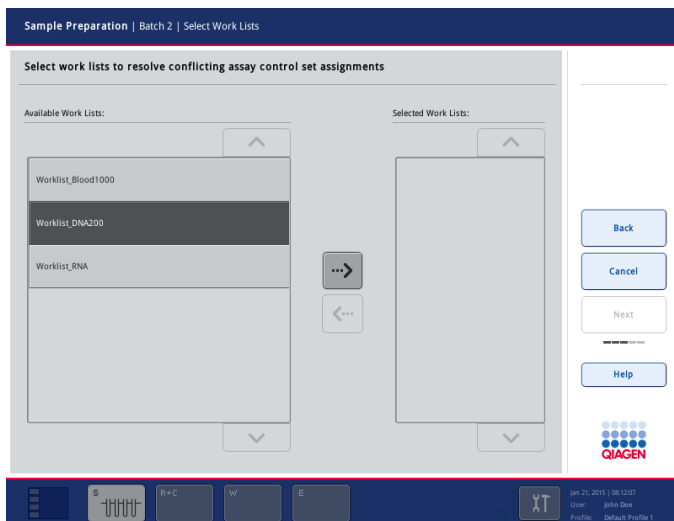 Sample Preparation | Batch 2 | Select Work Lists
Select work lists to resolve conflicting assay control set assignments
Available Work Lists:
Selected Work Lists:
Worklist_Blood1000
Worklist_DNA200
Worklist_RNA
Back
Cancel
Next
Help
QIAGEN
S
R+C
W
E
Jan 21, 2015 | 08:12:07
User: John Doe
Profile: Default Profile 1